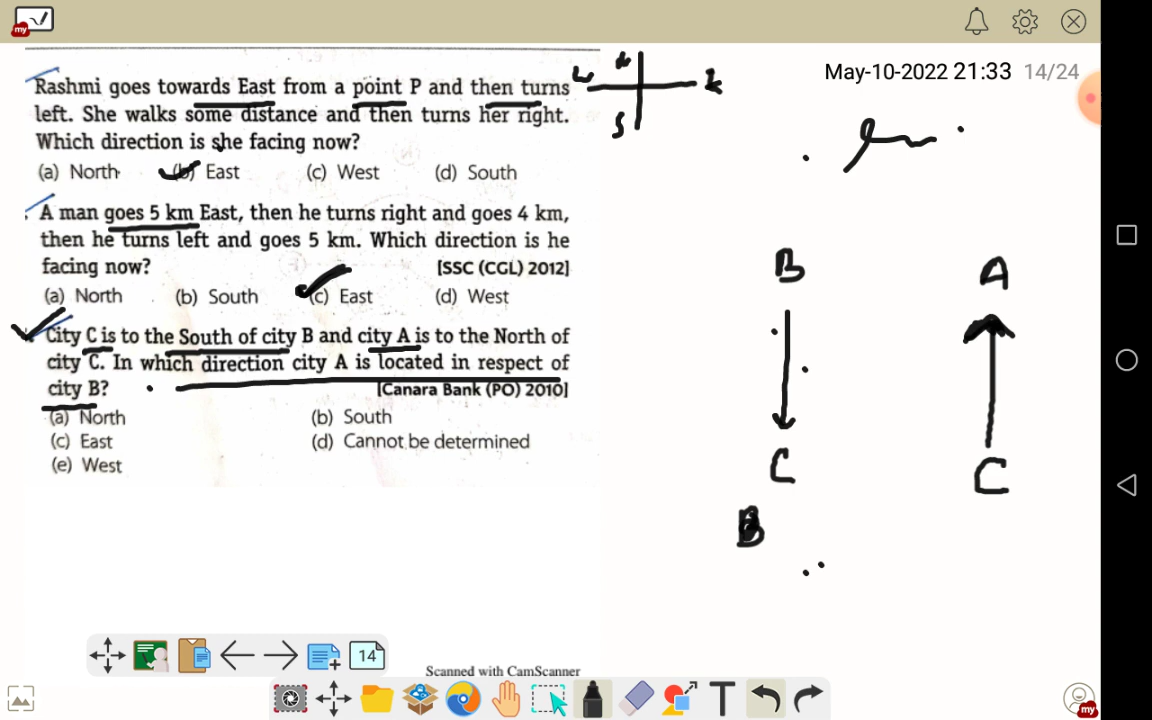 May-10-2022 21:33 14/24
Rashmi goes towards East from a point P and then turns
left. She walks some distance and then turns her right.
Which direction is she facing now?
(a) North (b) East (c) West (d) South
A man goes 5 km East, then he turns right and goes 4 km,
then he turns left and goes 5 km. Which direction is he
facing now? [SSC (CGL) 2012]
(a) North (b) South (c) East (d) West
City C is to the South of city B and city A is to the North of
city C. In which direction city A is located in respect of
city B? [Canara Bank (PO) 2010]
(a) North (b) South
(c) East (d) Cannot be determined
(e) West
S
B A
C C
B
14
Scanned with CamScanner
T
my
my